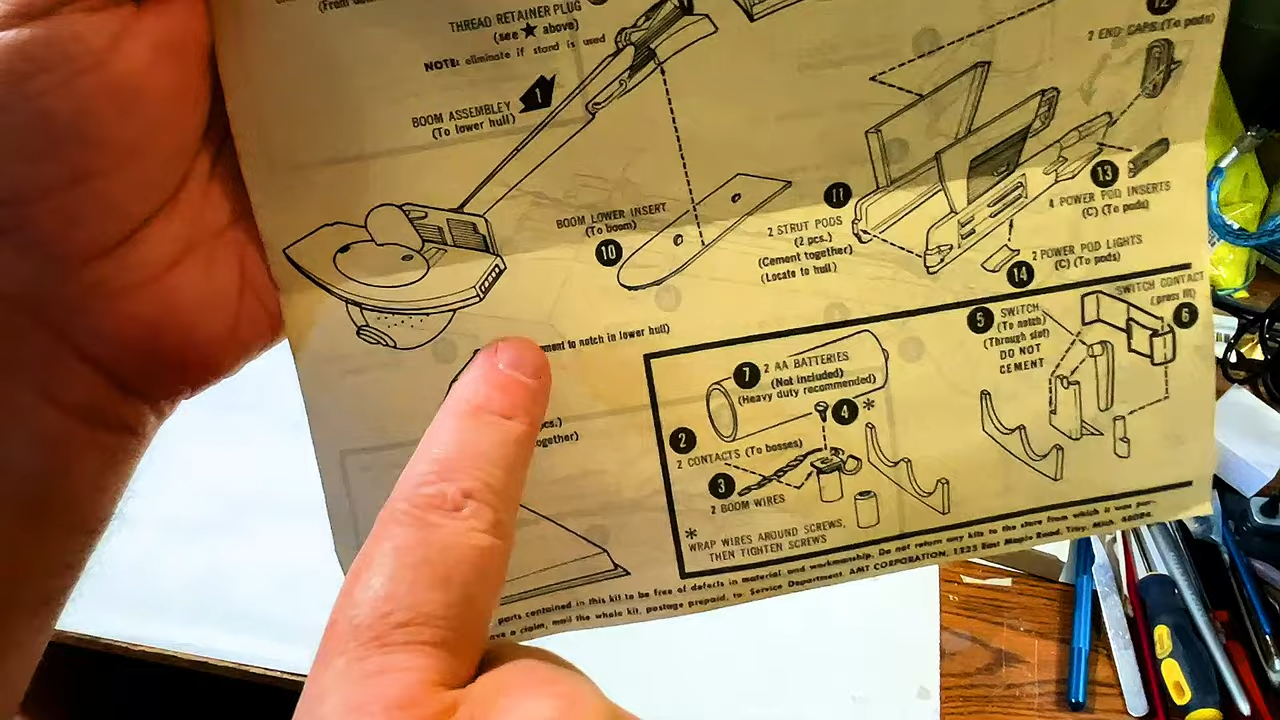 THREAD RETAINER PLUG
(see ★ above)
NOTE: eliminate if stand is used
1
BOOM ASSEMBLEY
(To lower hull)
BOOM LOWER INSERT
(To boom)
10
11
2 STRUT PODS
(2 pcs.)
(Cement together)
(Locate to hull)
12
2 END CAPS (To pods)
13
4 POWER POD INSERTS
(C) (To pods)
2 POWER POD LIGHTS
(C) (To pods)
14
to notch in lower hull)
7
2 AA BATTERIES
(Not included)
(Heavy duty recommended)
4 *
2
2 CONTACTS (To bosses)
3
2 BOOM WIRES
* WRAP WIRES AROUND SCREWS,
THEN TIGHTEN SCREWS
5
SWITCH
(To notch)
(Through slot)
DO NOT
CEMENT
SWITCH CONTACT
(press fit)
6
parts contained in this kit to be free of defects in material and workmanship. Do not return any kits to the store from which it was pur-
a claim, mail the whole kit, postage prepaid, to: Service Department, AMT CORPORATION, 1225 East Maple Road, Troy, Mich. 48084.